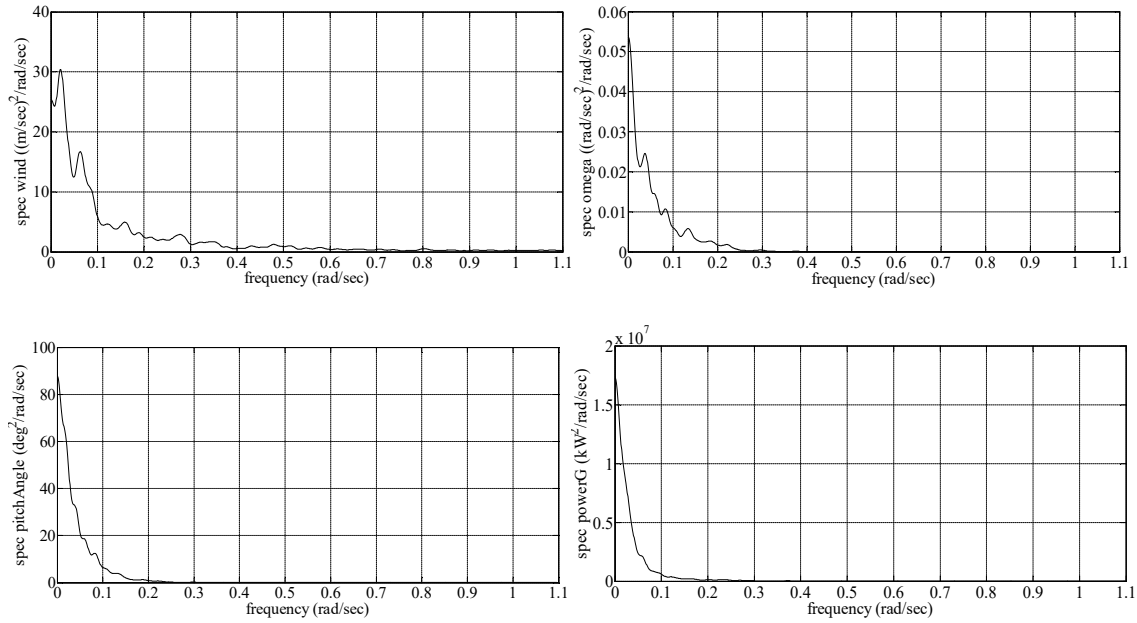 40
30
20
10
0
spec wind ((m/sec)²/rad/sec)
0 0.1 0.2 0.3 0.4 0.5 0.6 0.7 0.8 0.9 1 1.1
frequency (rad/sec)
0.06
0.05
0.04
0.03
0.02
0.01
0
spec omega ((rad/sec)²/rad/sec)
0 0.1 0.2 0.3 0.4 0.5 0.6 0.7 0.8 0.9 1 1.1
frequency (rad/sec)
100
80
60
40
20
0
spec pitchAngle (deg²/rad/sec)
0 0.1 0.2 0.3 0.4 0.5 0.6 0.7 0.8 0.9 1 1.1
frequency (rad/sec)
x 10⁷
2
1.5
1
0.5
0
spec powerG (kW²/rad/sec)
0 0.1 0.2 0.3 0.4 0.5 0.6 0.7 0.8 0.9 1 1.1
frequency (rad/sec)